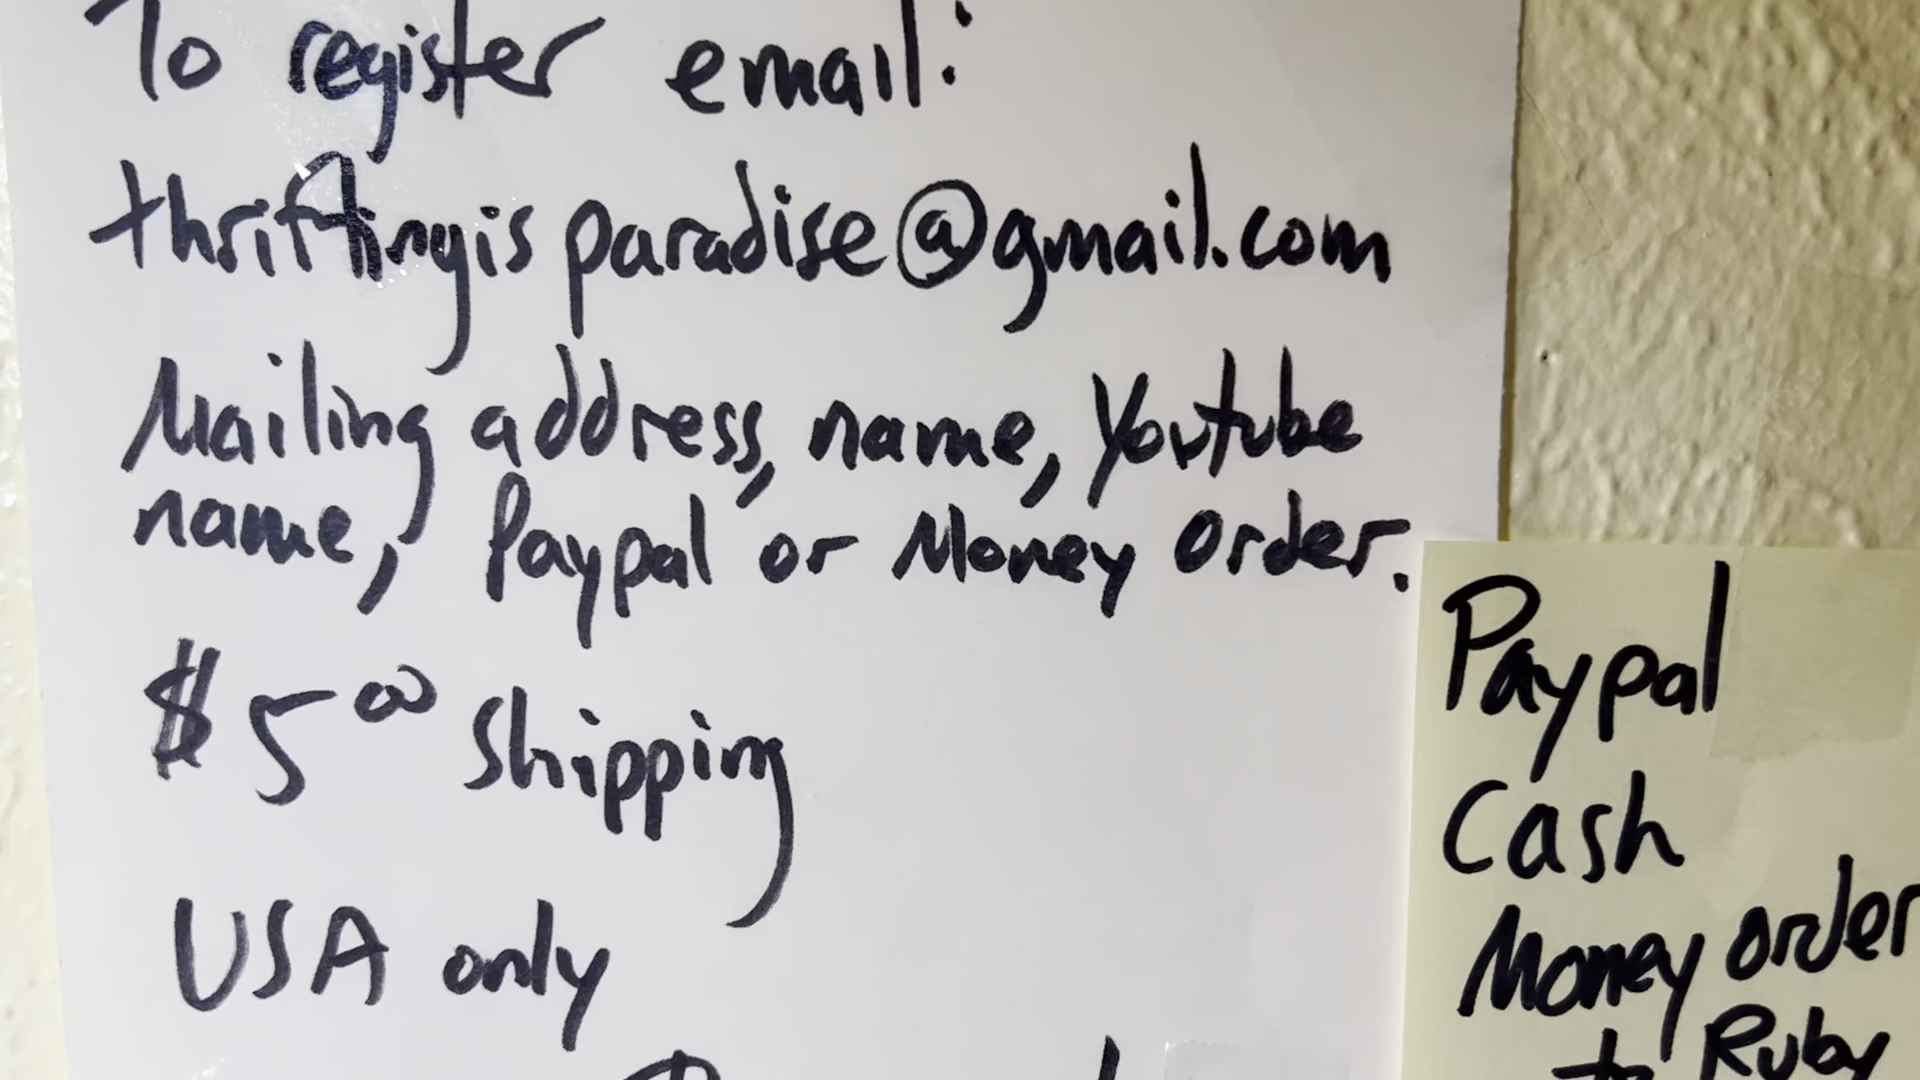 To register email:
thriftingisparadise@gmail.com
Mailing address, name, Youtube
name, Paypal or Money order.
$5⁰⁰ Shipping
USA only
Paypal
Cash
Money order
to Ruby